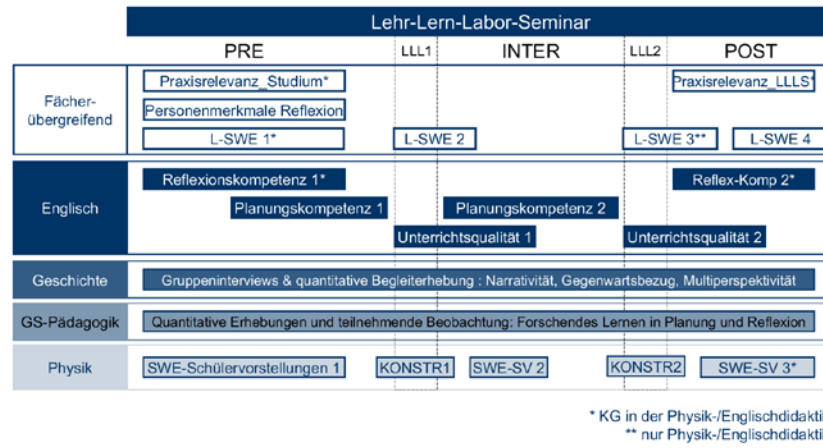 Lehr-Lern-Labor-Seminar
PRE LLL1 INTER LLL2 POST
Fächer-
übergreifend
Praxisrelevanz_Studium* Praxisrelevanz_LLLS*
Personenmerkmale Reflexion
L-SWE 1* L-SWE 2 L-SWE 3** L-SWE 4
Englisch
Reflexionskompetenz 1* Reflex-Komp 2*
Planungskompetenz 1 Planungskompetenz 2
Unterrichtsqualität 1 Unterrichtsqualität 2
Geschichte Gruppeninterviews & quantitative Begleiterhebung : Narrativität, Gegenwartsbezug, Multiperspektivität
GS-Pädagogik Quantitative Erhebungen und teilnehmende Beobachtung: Forschendes Lernen in Planung und Reflexion
Physik SWE-Schülervorstellungen 1 KONSTR1 SWE-SV 2 KONSTR2 SWE-SV 3*
* KG in der Physik-/Englischdidakti
** nur Physik-/Englischdidakti